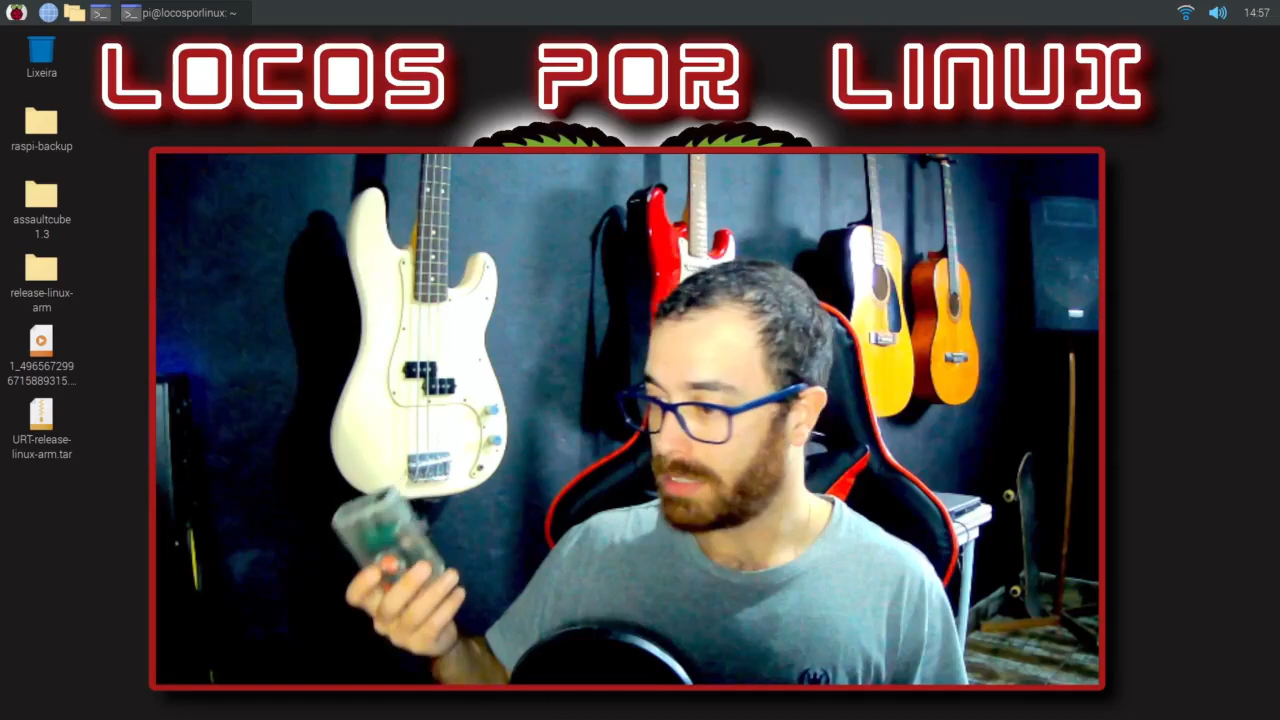 pi@locosporlinux: ~
14:57
LOCOS POR LINUX
Lixeira
raspi-backup
assaultcube
1.3
release-linux-
arm
1_496567299
6715889315....
URT-release-
linux-arm.tar